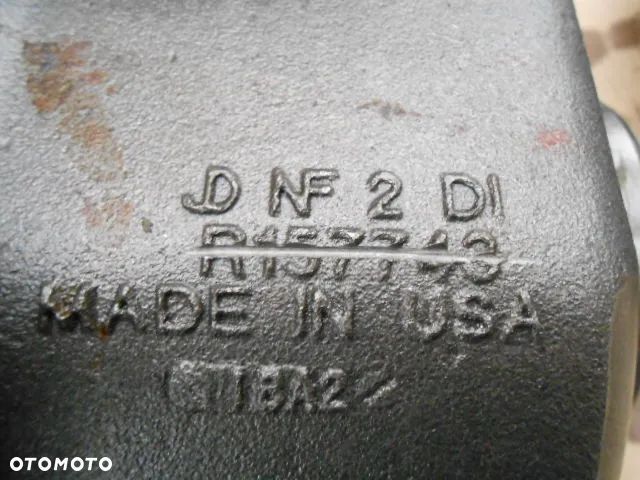 JD NF 2 DI
R157743
MADE IN USA
OTOMOTO